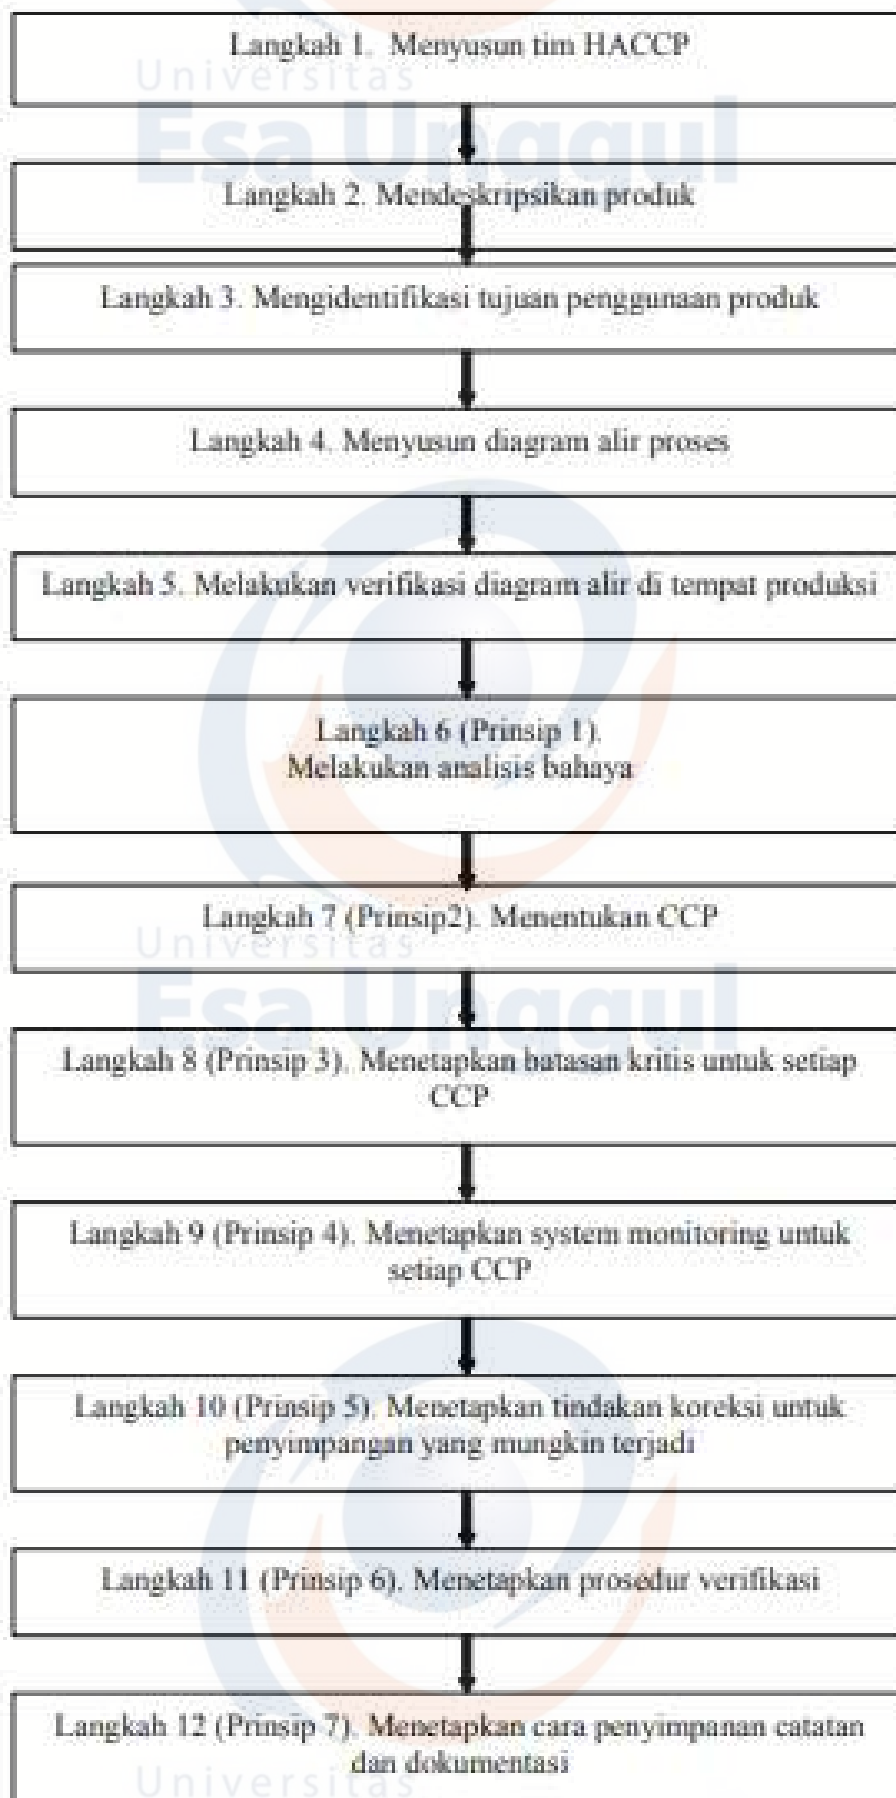 Langkah 1. Menyusun tim HACCP
Universitas
Esa Unggul
Langkah 2. Mendeskripsikan produk
Langkah 3. Mengidentifikasi tujuan penggunaan produk
Langkah 4. Menyusun diagram alir proses
Langkah 5. Melakukan verifikasi diagram alir di tempat produksi
Langkah 6 (Prinsip 1).
Melakukan analisis bahaya
Langkah 7 (Prinsip2). Menentukan CCP
Universitas
Esa Unggul
Langkah 8 (Prinsip 3). Menetapkan batasan kritis untuk setiap
CCP
Langkah 9 (Prinsip 4). Menetapkan system monitoring untuk
setiap CCP
Langkah 10 (Prinsip 5). Menetapkan tindakan koreksi untuk
penyimpangan yang mungkin terjadi
Langkah 11 (Prinsip 6). Menetapkan prosedur verifikasi
Langkah 12 (Prinsip 7). Menetapkan cara penyimpanan catatan
dan dokumentasi
Universitas